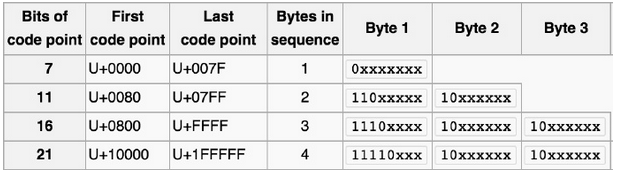 Bits of code point First code point Last code point Bytes in sequence Byte 1 Byte 2 Byte 3
7 U+0000 U+007F 1 0xxxxxxx
11 U+0080 U+07FF 2 110xxxxx 10xxxxxx
16 U+0800 U+FFFF 3 1110xxxx 10xxxxxx 10xxxxxx
21 U+10000 U+1FFFFF 4 11110xxx 10xxxxxx 10xxxxxx